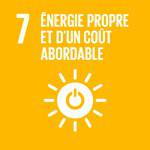 7 ÉNERGIE PROPRE
ET D'UN COÛT
ABORDABLE